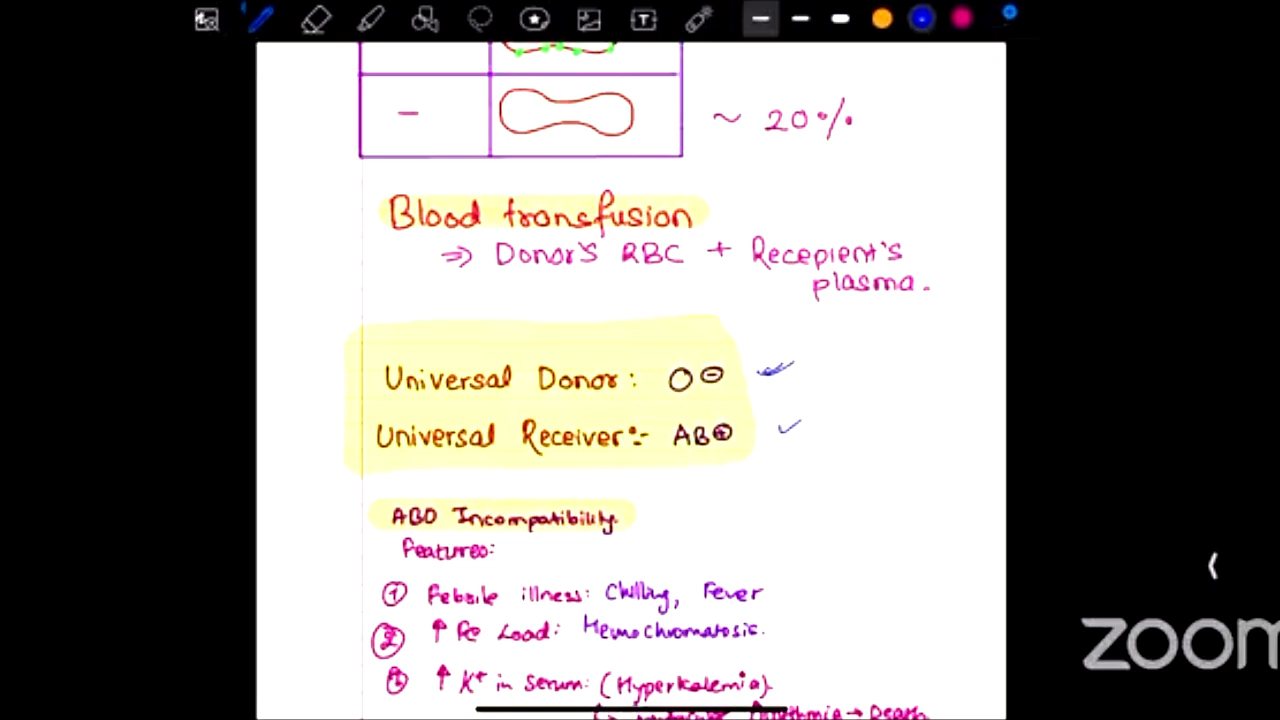 – ~ 20%
Blood transfusion
⇒ Donor's RBC + Recepient's
plasma.
Universal Donor: O⊖
Universal Receiver:- AB⊕
ABO Incompatibility
Features:
① Febrile illness: Chilling, Fever
② ↑ Fe Load: Hemochromatosis.
↑ K+ in serum: (Hyperkalemia)
→ Death
zoom